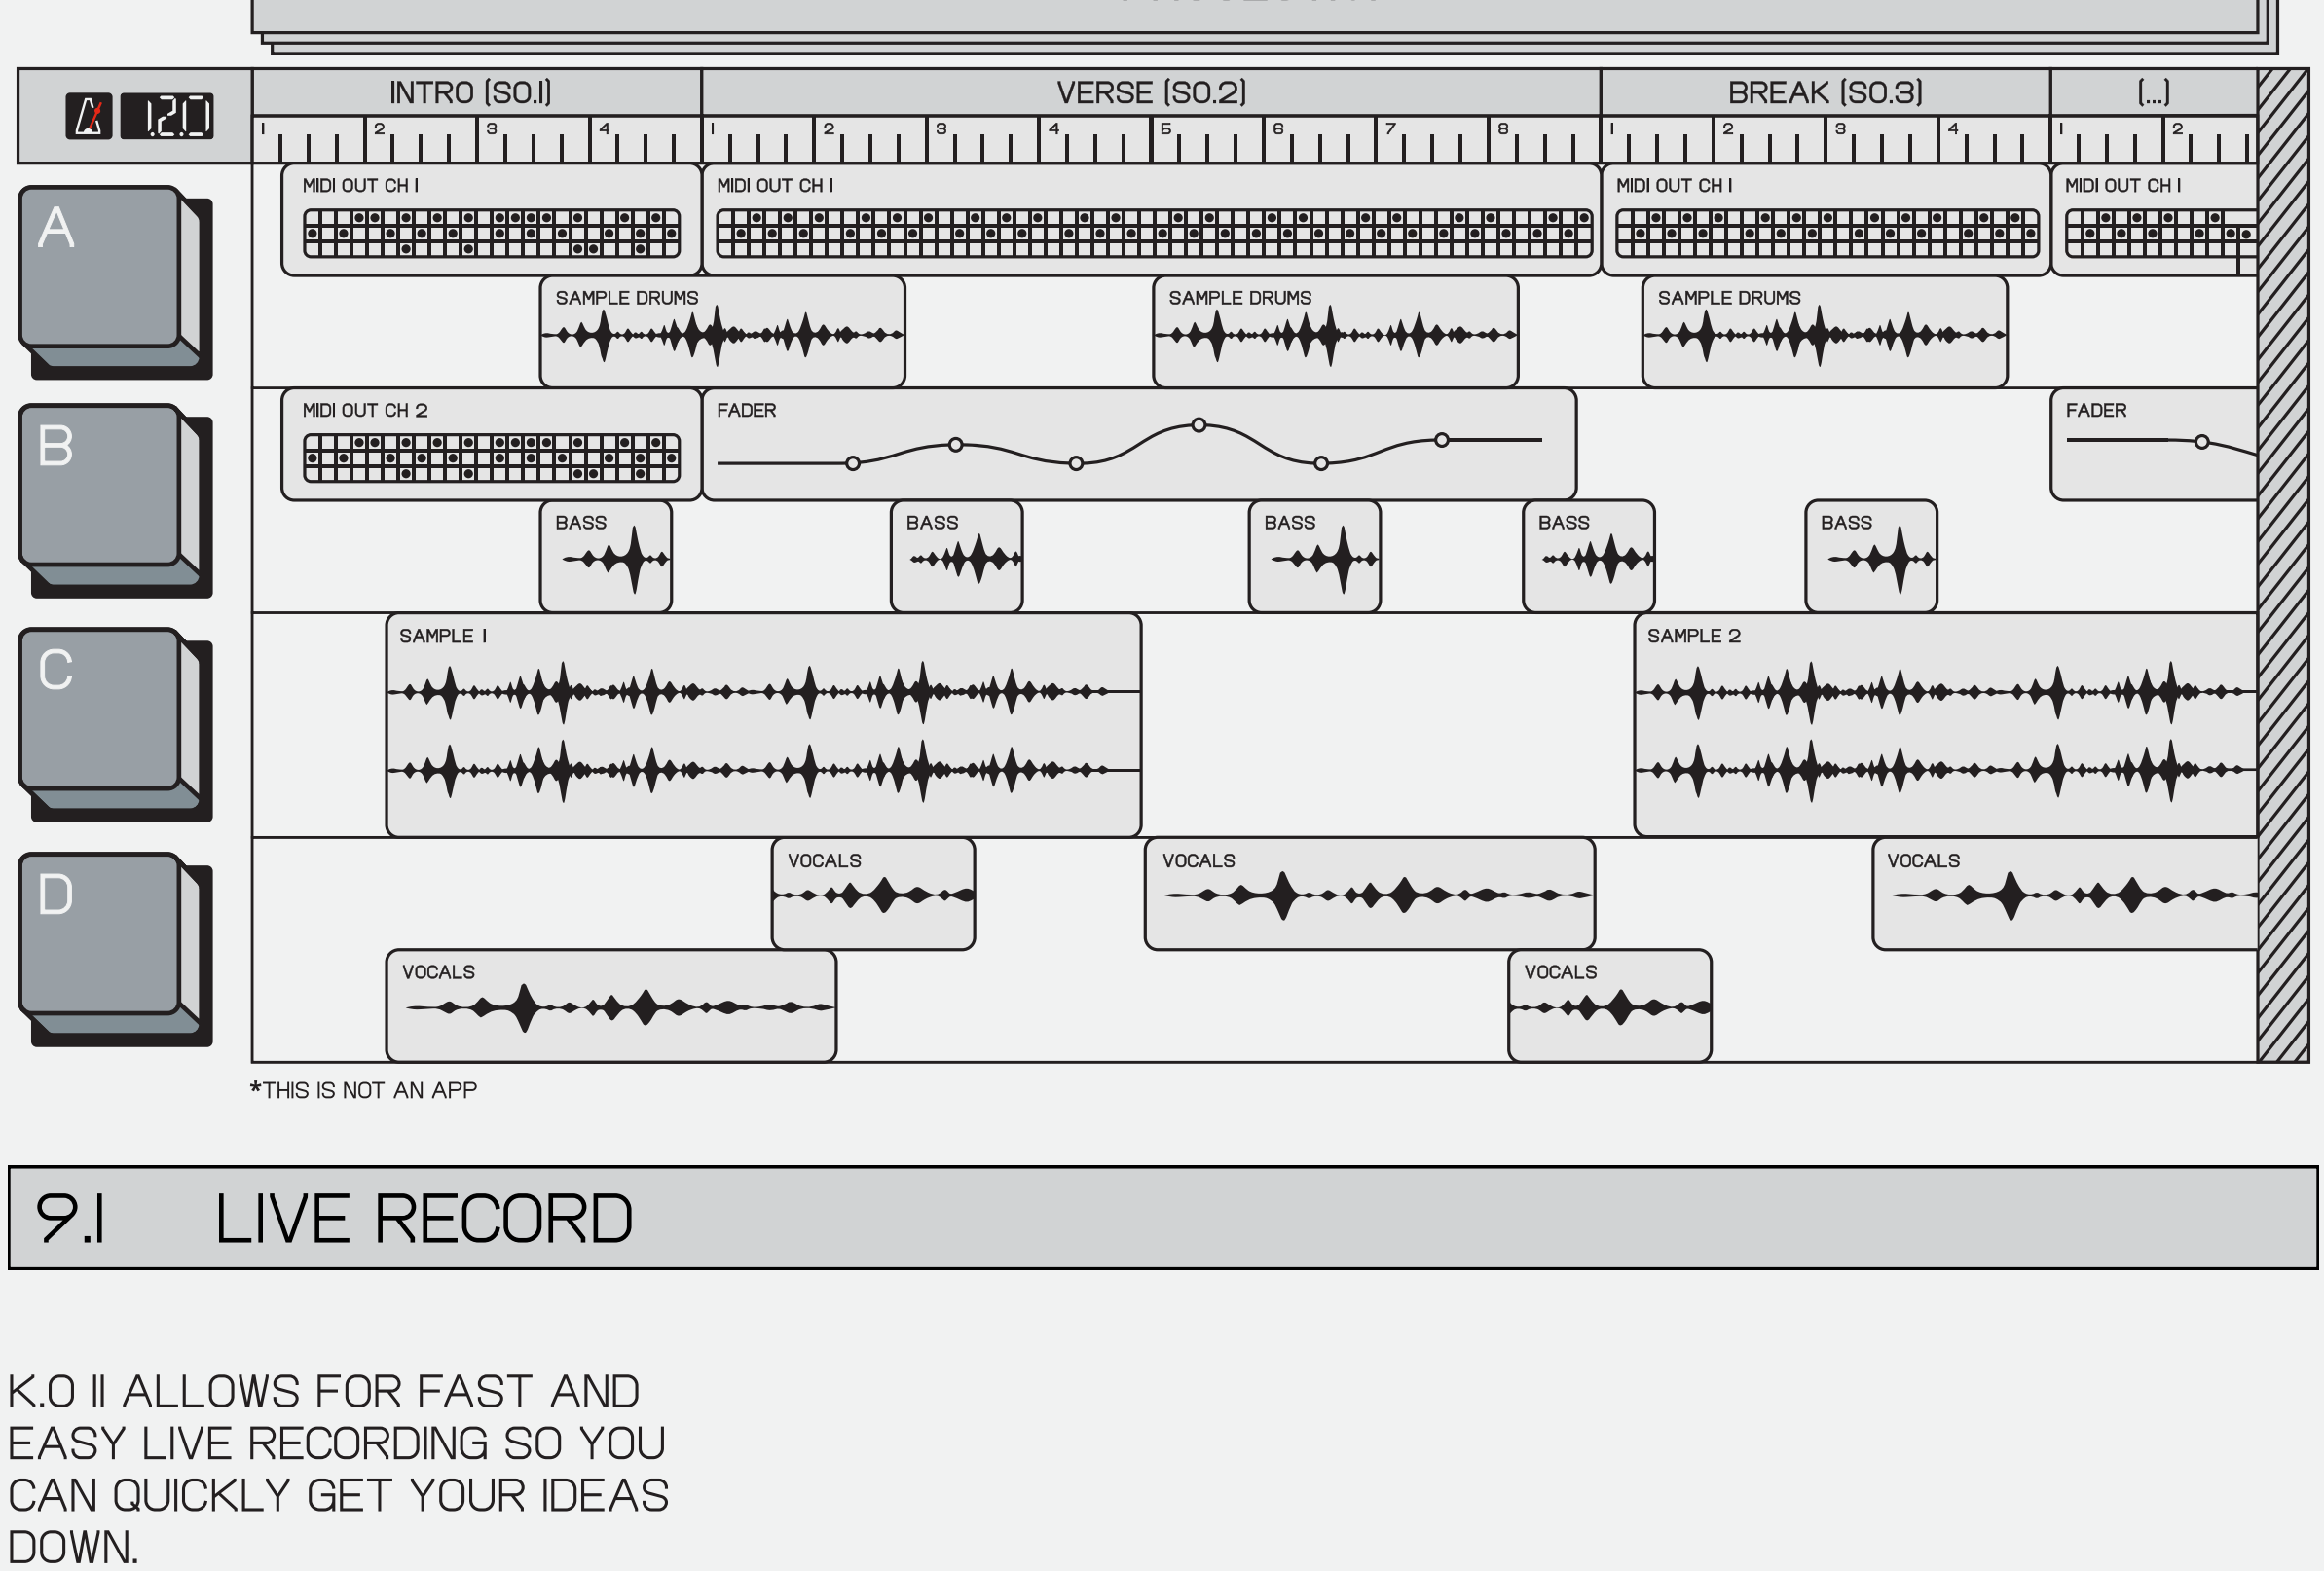 INTRO (SO.1) VERSE (SO.2) BREAK (SO.3) (...)
120
1 2 3 4 1 2 3 4 5 6 7 8 1 2 3 4 1 2
A
MIDI OUT CH 1 MIDI OUT CH 1 MIDI OUT CH 1 MIDI OUT CH 1
SAMPLE DRUMS SAMPLE DRUMS SAMPLE DRUMS
B
MIDI OUT CH 2 FADER FADER
BASS BASS BASS BASS BASS
C
SAMPLE 1 SAMPLE 2
D
VOCALS VOCALS VOCALS
VOCALS VOCALS
*THIS IS NOT AN APP
9.1 LIVE RECORD
K.O II ALLOWS FOR FAST AND
EASY LIVE RECORDING SO YOU
CAN QUICKLY GET YOUR IDEAS
DOWN.